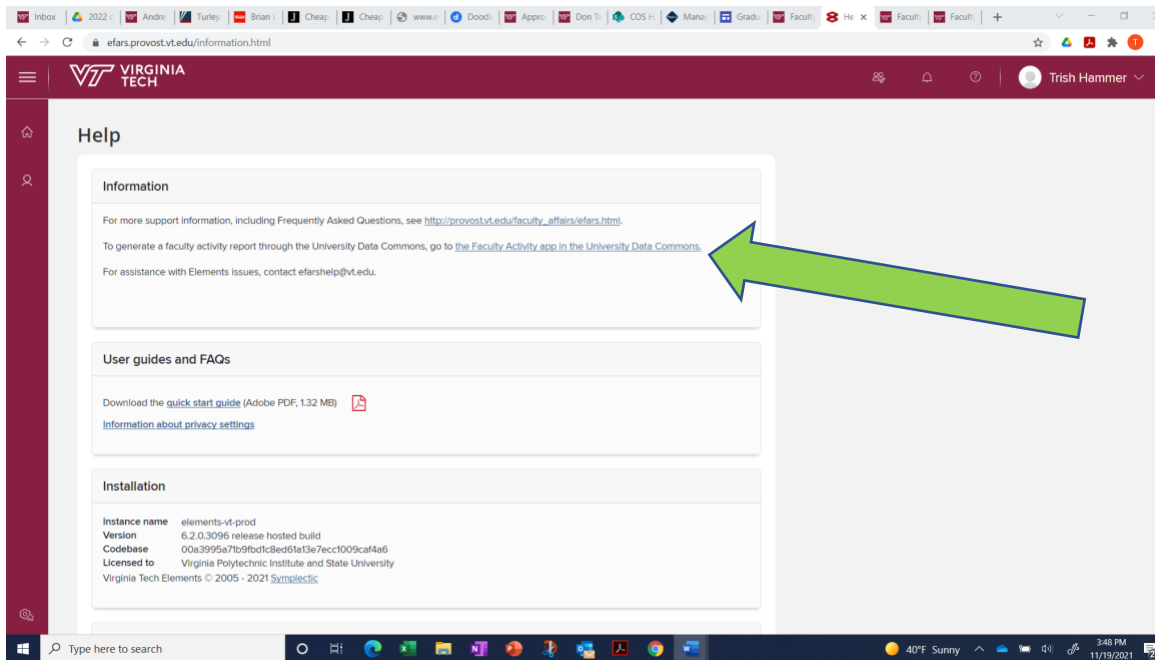 Inbox
2022
Andre
Turley
Brian
Cheap
Cheap
www.e
Doodl
Appro
Don
COS H
Manag
Gradu
Facult
He
Facult
Facult
efars.provost.vt.edu/information.html
T
VT VIRGINIA TECH
Trish Hammer
Help
Information
For more support information, including Frequently Asked Questions, see http://provost.vt.edu/faculty_affairs/efars.html.
To generate a faculty activity report through the University Data Commons, go to the Faculty Activity app in the University Data Commons.
For assistance with Elements issues, contact efarshelp@vt.edu.
User guides and FAQs
Download the quick start guide (Adobe PDF, 1.32 MB)
Information about privacy settings
Installation
Instance name elements-vt-prod
Version 6.2.0.3096 release hosted build
Codebase 00a3995a71b9fbd1c8ed61a13e7ecc1009caf4a6
Licensed to Virginia Polytechnic Institute and State University
Virginia Tech Elements © 2005 - 2021 Symplectic
Type here to search
40°F Sunny
3:48 PM
11/19/2021